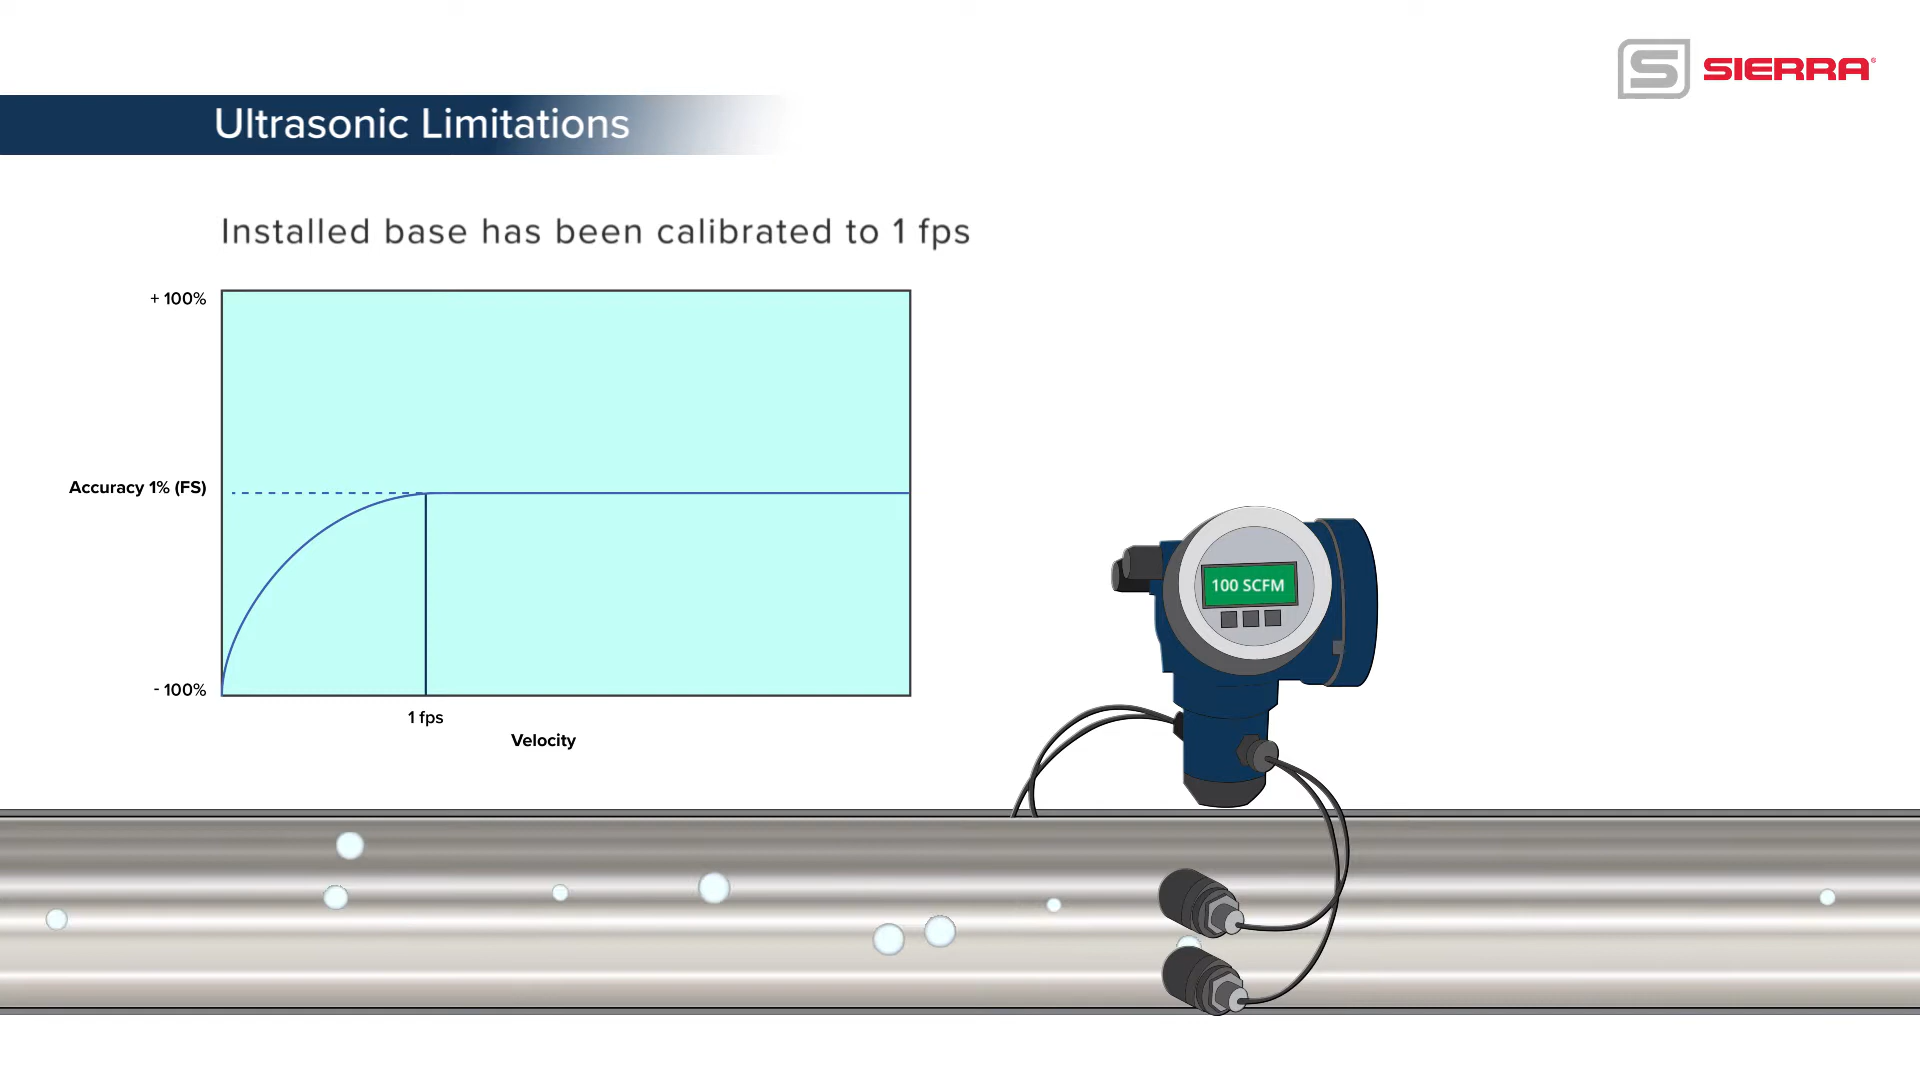 S SIERRA®
Ultrasonic Limitations
Installed base has been calibrated to 1 fps
+ 100%
Accuracy 1% (FS)
- 100%
1 fps
Velocity
100 SCFM